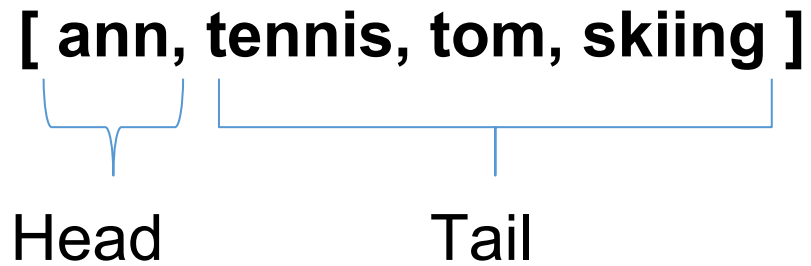 [ ann, tennis, tom, skiing ]
Head Tail